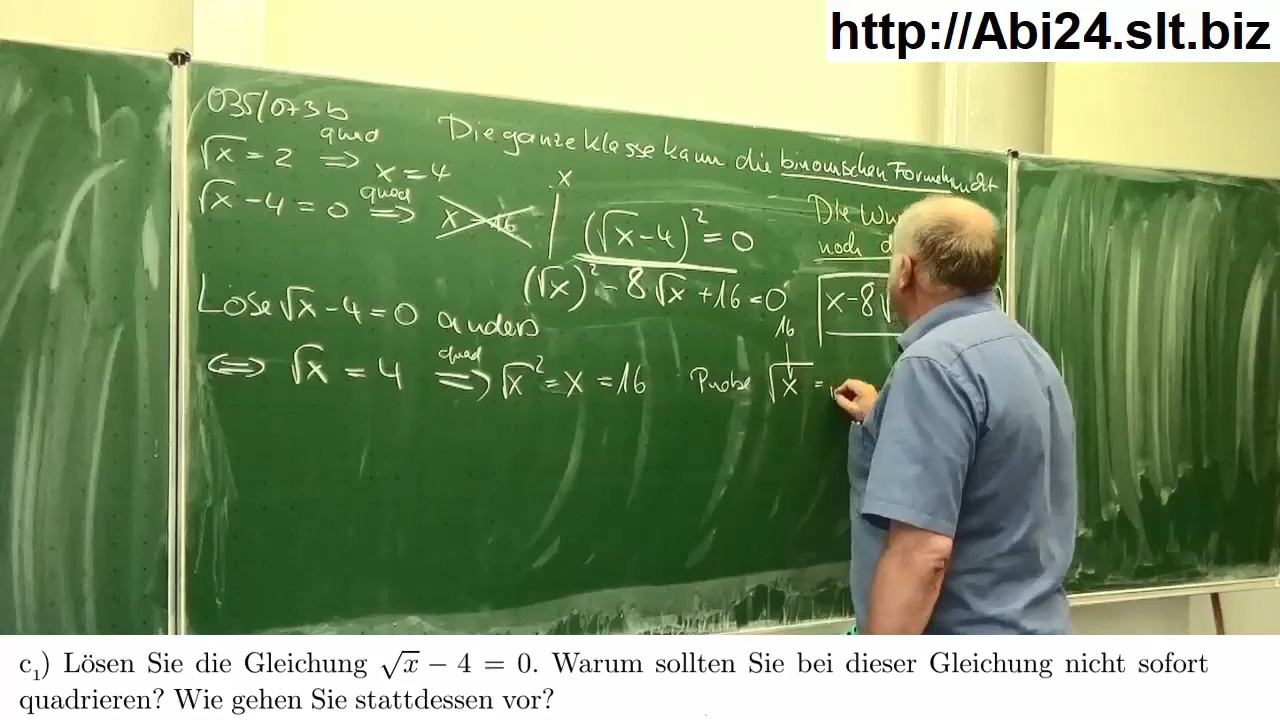 http://Abi24.slt.biz
035/073b
Die ganze Klasse kann die binomischen Formeln nicht
quad
√x = 2 ⇒ x = 4
quad
√x - 4 = 0 ⇒ x = 16
x
(√x - 4)² = 0
Die Wu
noch d
(√x)² - 8√x + 16 = 0
x - 8√
Löse √x - 4 = 0 anders
16
quad
⇔ √x = 4 ⇒ √x² = x = 16 Probe √x =
c₁) Lösen Sie die Gleichung √x − 4 = 0. Warum sollten Sie bei dieser Gleichung nicht sofort
quadrieren? Wie gehen Sie stattdessen vor?